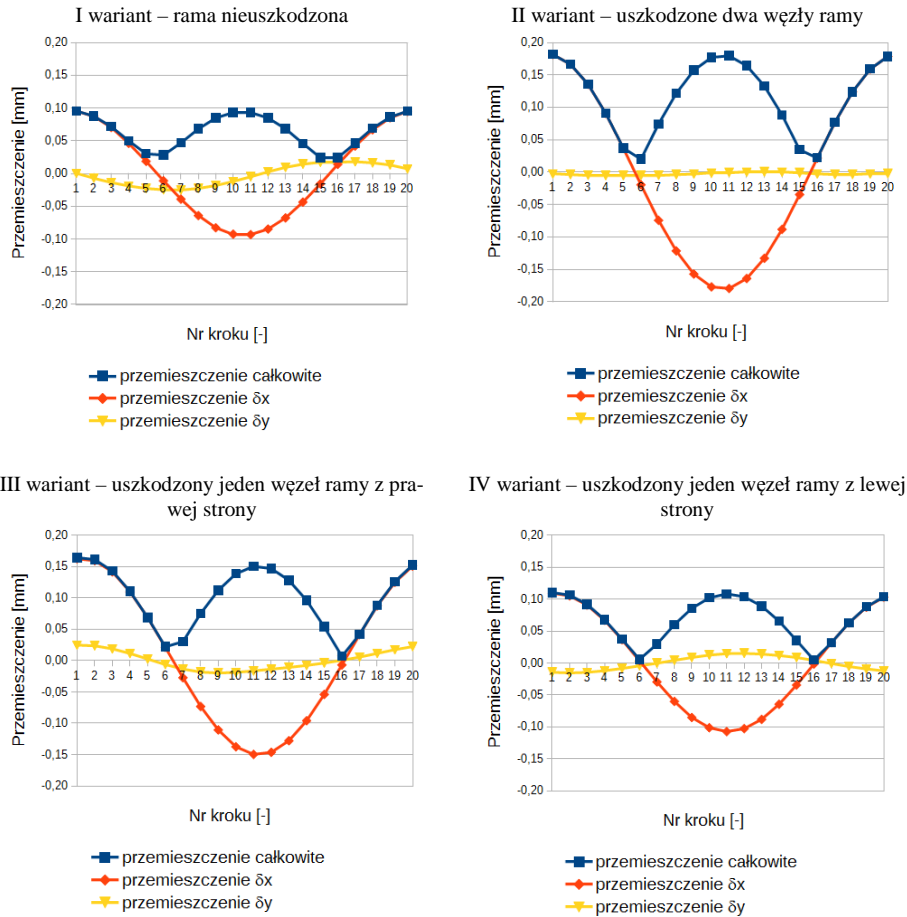 I wariant – rama nieuszkodzona
0,20
0,15
0,10
0,05
0,00
-0,05
-0,10
-0,15
-0,20
Przemieszczenie [mm]
1 2 3 4 5 6 7 8 9 10 11 12 13 14 15 16 17 18 19 20
Nr kroku [-]
przemieszczenie całkowite
przemieszczenie δx
przemieszczenie δy
II wariant – uszkodzone dwa węzły ramy
0,20
0,15
0,10
0,05
0,00
-0,05
-0,10
-0,15
-0,20
Przemieszczenie [mm]
1 2 3 4 5 6 7 8 9 10 11 12 13 14 15 16 17 18 19 20
Nr kroku [-]
przemieszczenie całkowite
przemieszczenie δx
przemieszczenie δy
III wariant – uszkodzony jeden węzeł ramy z pra-
wej strony
0,20
0,15
0,10
0,05
0,00
-0,05
-0,10
-0,15
-0,20
Przemieszczenie [mm]
1 2 3 4 5 6 7 8 9 10 11 12 13 14 15 16 17 18 19 20
Nr kroku [-]
przemieszczenie całkowite
przemieszczenie δx
przemieszczenie δy
IV wariant – uszkodzony jeden węzeł ramy z lewej
strony
0,20
0,15
0,10
0,05
0,00
-0,05
-0,10
-0,15
-0,20
Przemieszczenie [mm]
1 2 3 4 5 6 7 8 9 10 11 12 13 14 15 16 17 18 19 20
Nr kroku [-]
przemieszczenie całkowite
przemieszczenie δx
przemieszczenie δy